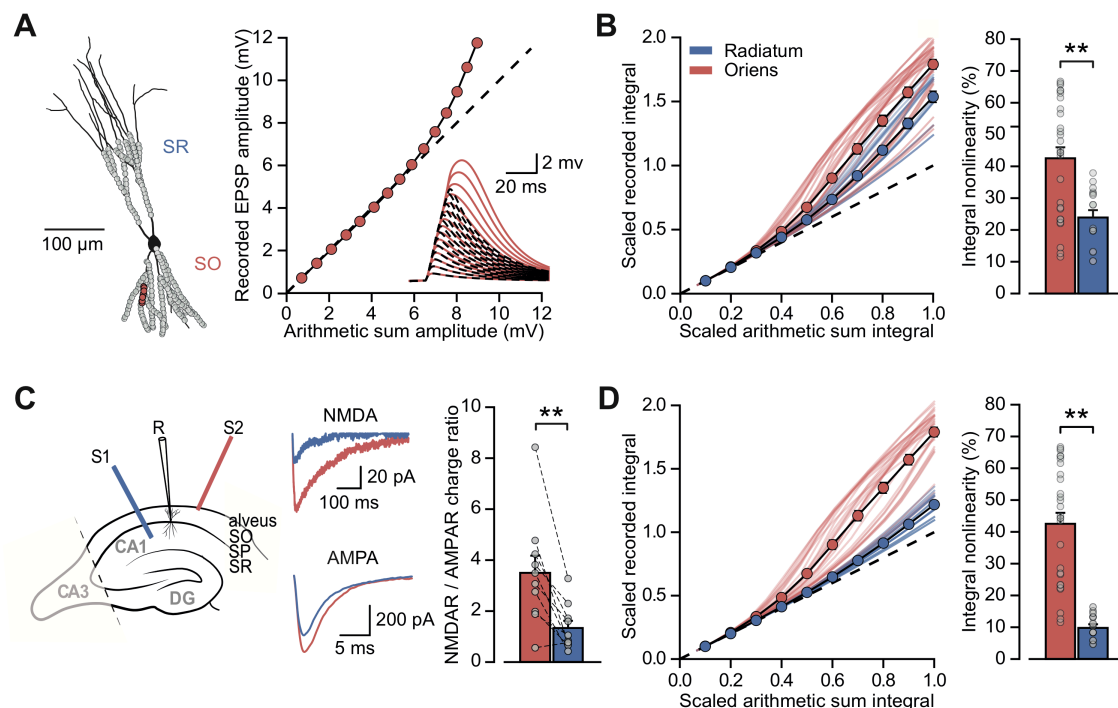 A
SR
100 µm
SO
Recorded EPSP amplitude (mV)
12
10
8
6
4
2
0
0 2 4 6 8 10 12
Arithmetic sum amplitude (mV)
2 mv
20 ms
B
Radiatum
Oriens
Scaled recorded integral
2.0
1.5
1.0
0.5
0.0
0.0 0.2 0.4 0.6 0.8 1.0
Scaled arithmetic sum integral
Integral nonlinearity (%)
80
70
60
50
40
30
20
10
0
**
C
R
S1
S2
alveus
SO
SP
SR
CA1
CA3
DG
NMDA
20 pA
100 ms
AMPA
200 pA
5 ms
NMDAR / AMPAR charge ratio
10
8
6
4
2
0
**
D
Scaled recorded integral
2.0
1.5
1.0
0.5
0.0
0.0 0.2 0.4 0.6 0.8 1.0
Scaled arithmetic sum integral
Integral nonlinearity (%)
80
70
60
50
40
30
20
10
0
**